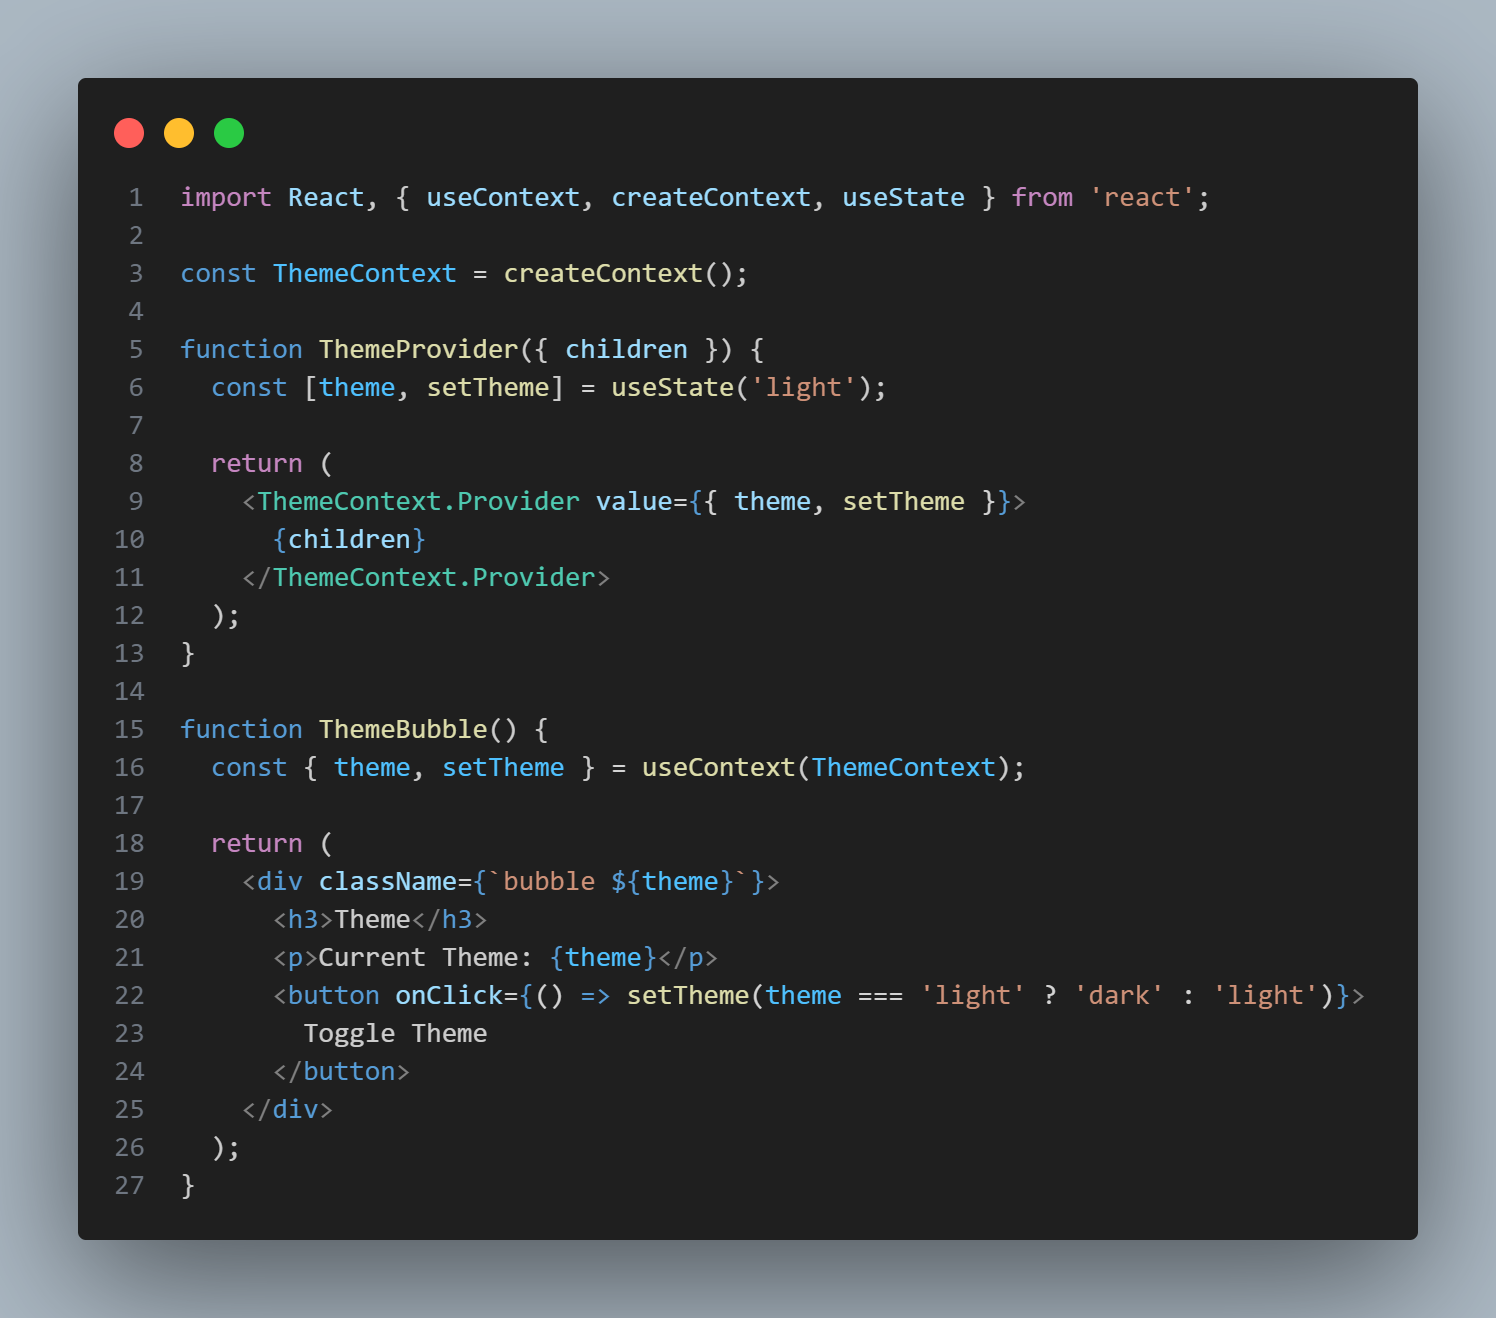 1 import React, { useContext, createContext, useState } from 'react';
2
3 const ThemeContext = createContext();
4
5 function ThemeProvider({ children }) {
6   const [theme, setTheme] = useState('light');
7
8   return (
9     <ThemeContext.Provider value={{ theme, setTheme }}>
10       {children}
11     </ThemeContext.Provider>
12   );
13 }
14
15 function ThemeBubble() {
16   const { theme, setTheme } = useContext(ThemeContext);
17
18   return (
19     <div className={`bubble ${theme}`}>
20       <h3>Theme</h3>
21       <p>Current Theme: {theme}</p>
22       <button onClick={() => setTheme(theme === 'light' ? 'dark' : 'light')}>
23         Toggle Theme
24       </button>
25     </div>
26   );
27 }